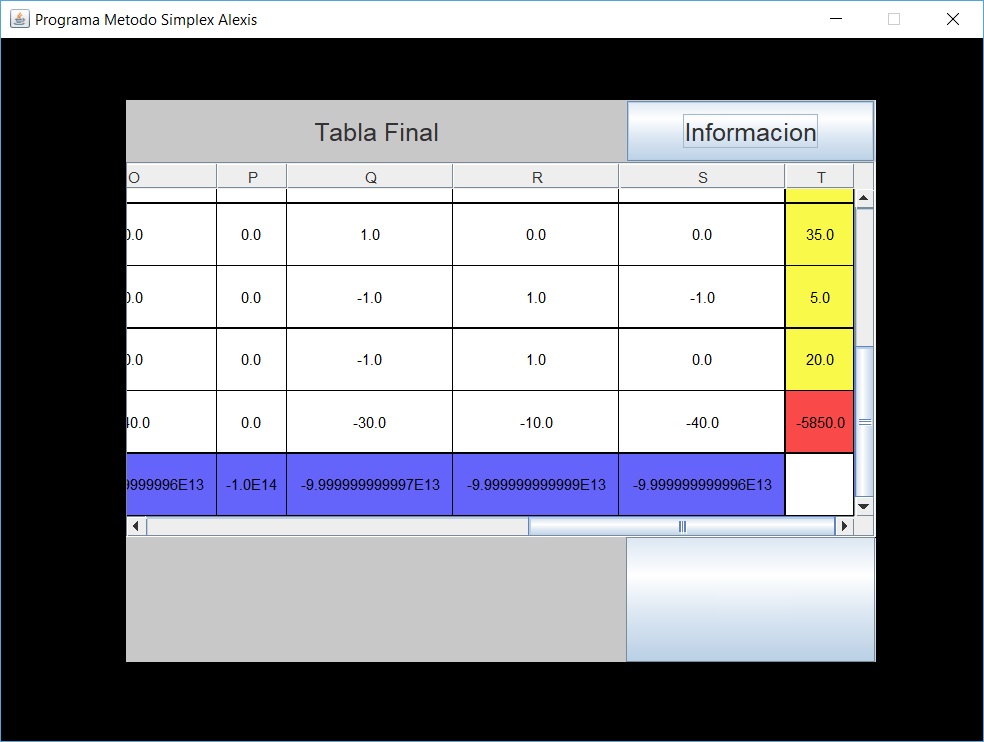 Programa Metodo Simplex Alexis
Tabla Final Informacion
O P Q R S T
0.0 0.0 1.0 0.0 0.0 35.0
0.0 0.0 -1.0 1.0 -1.0 5.0
0.0 0.0 -1.0 1.0 0.0 20.0
40.0 0.0 -30.0 -10.0 -40.0 -5850.0
9999996E13 -1.0E14 -9.999999999997E13 -9.999999999999E13 -9.999999999996E13